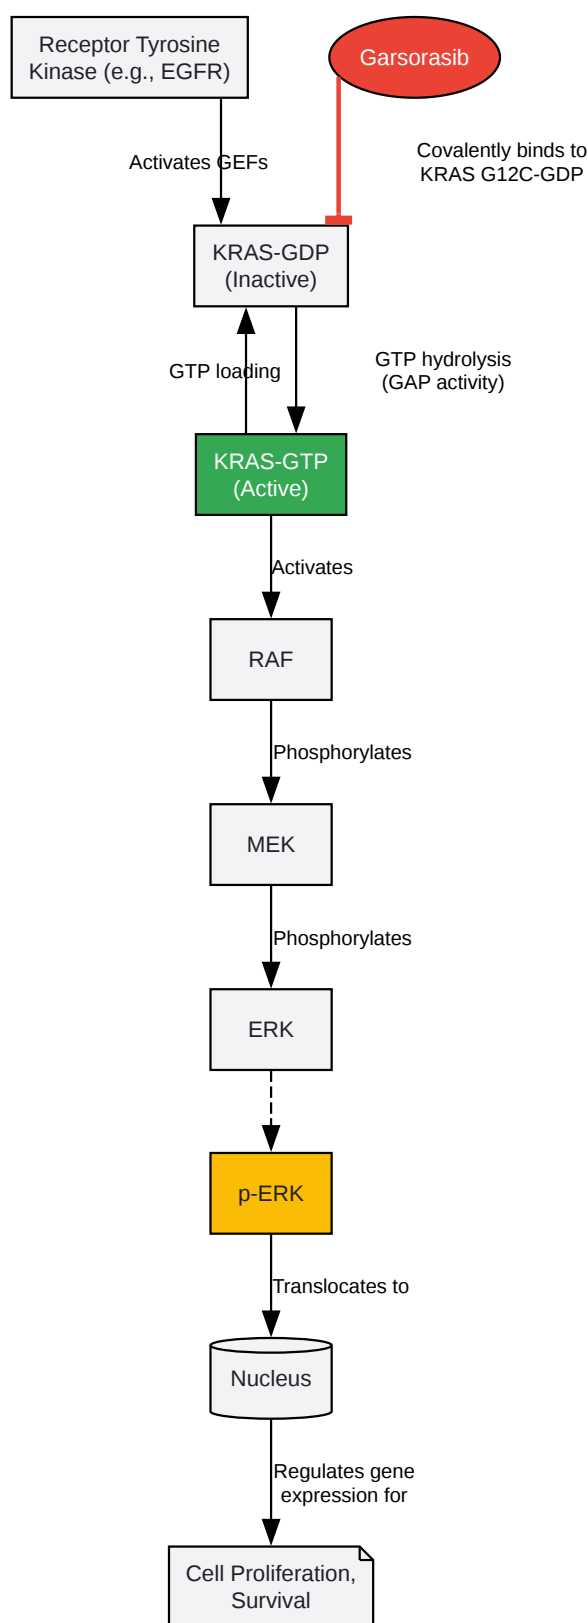 Receptor Tyrosine
Kinase (e.g., EGFR)
Garsorasib
Activates GEFs
Covalently binds to
KRAS G12C-GDP
KRAS-GDP
(Inactive)
GTP loading
GTP hydrolysis
(GAP activity)
KRAS-GTP
(Active)
Activates
RAF
Phosphorylates
MEK
Phosphorylates
ERK
p-ERK
Translocates to
Nucleus
Regulates gene
expression for
Cell Proliferation,
Survival